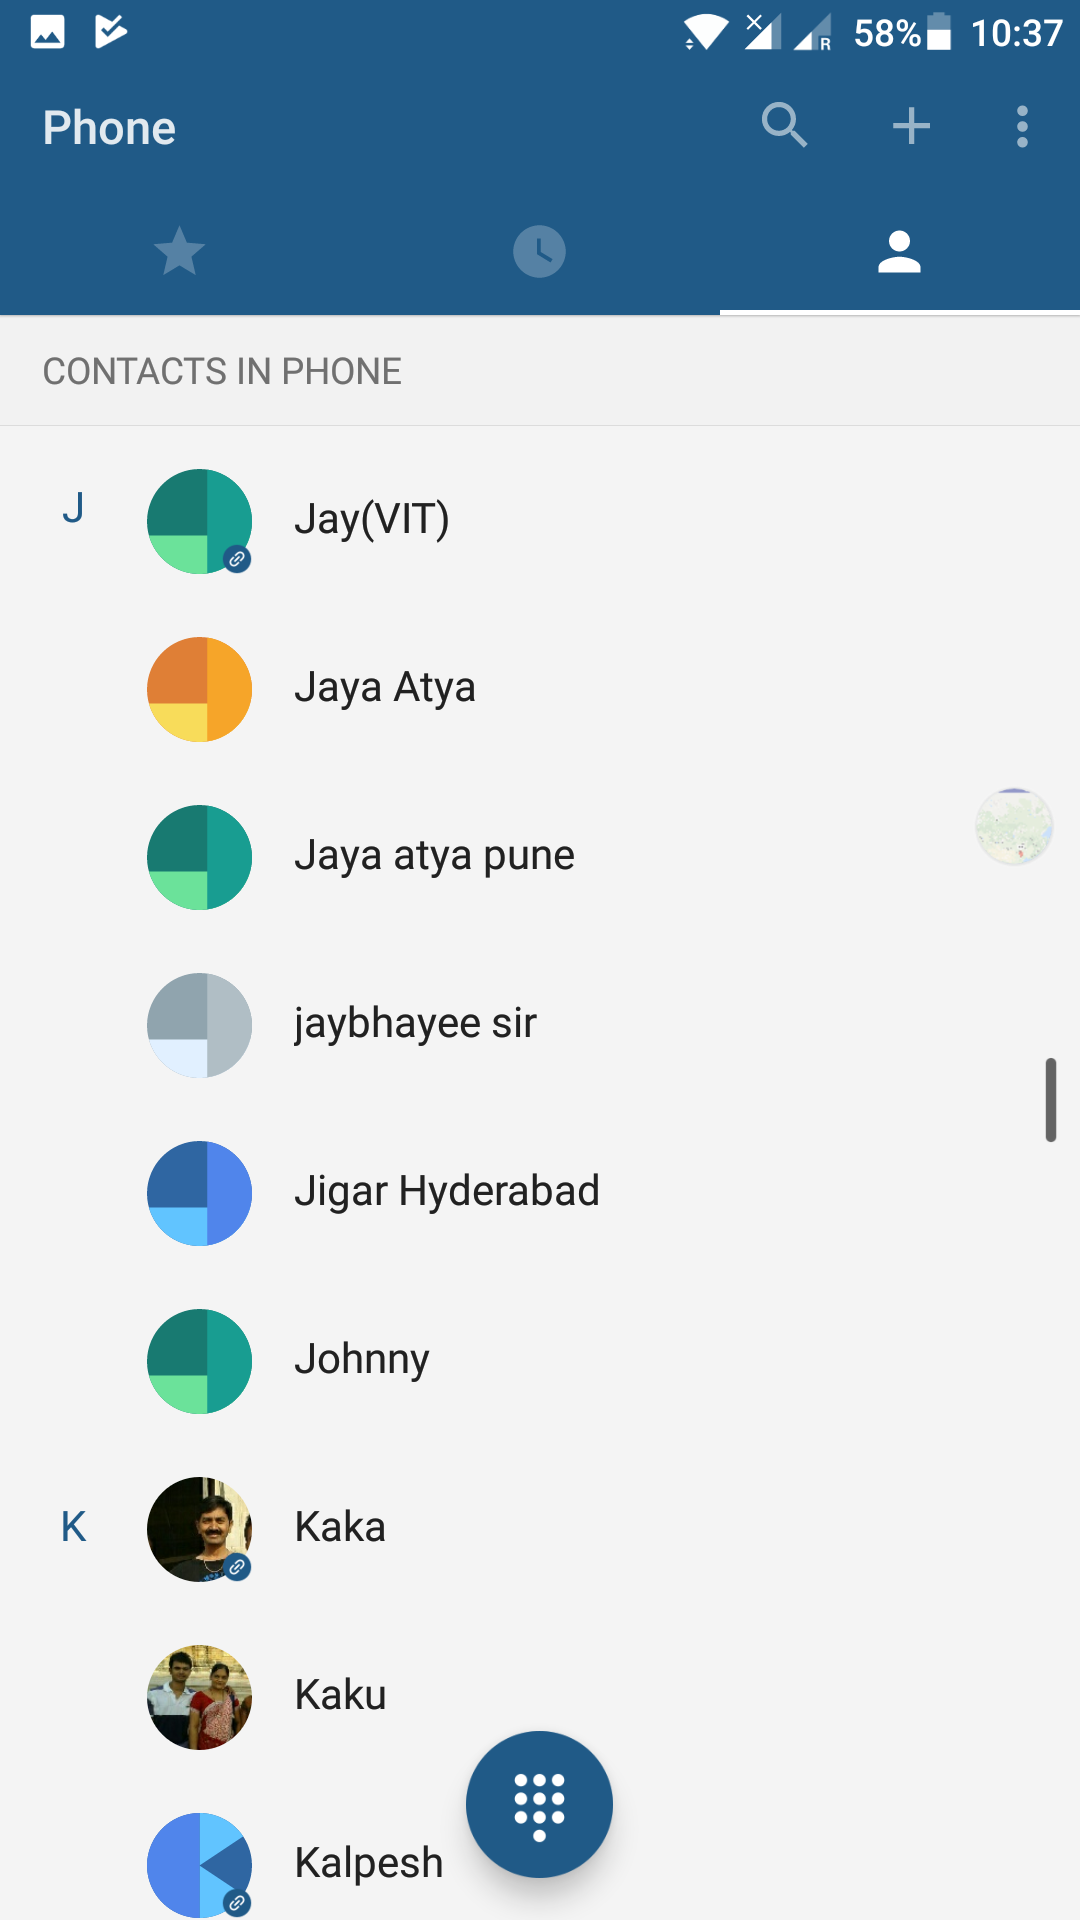 58% 10:37
Phone
CONTACTS IN PHONE
J
Jay(VIT)
Jaya Atya
Jaya atya pune
jaybhayee sir
Jigar Hyderabad
Johnny
K
Kaka
Kaku
Kalpesh